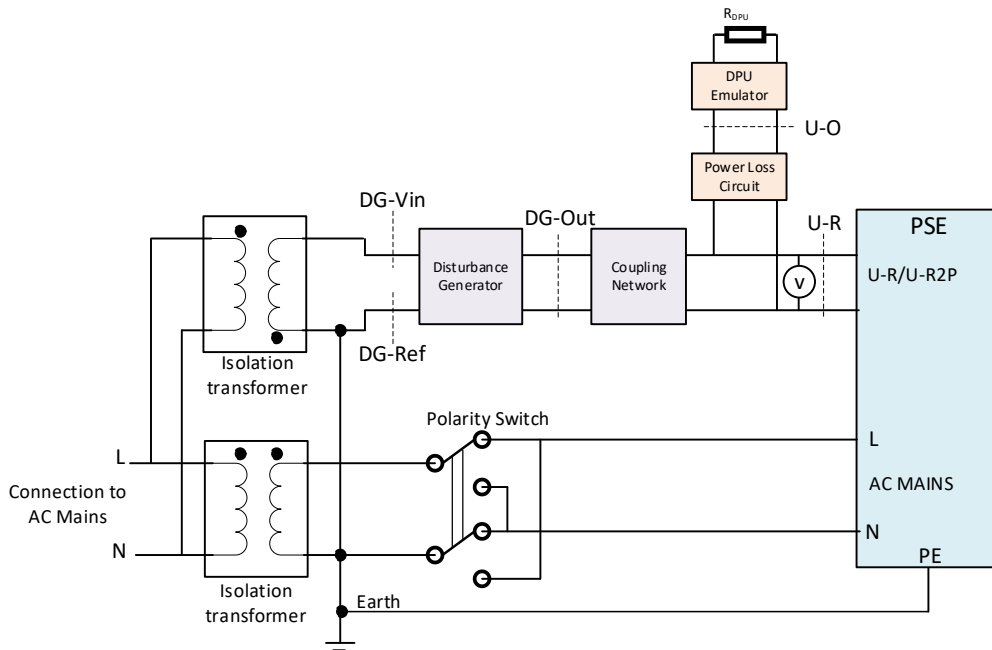 RDPU
DPU
Emulator
U-O
Power Loss
Circuit
DG-Vin
DG-Out
U-R
PSE
Disturbance
Generator
Coupling
Network
V
U-R/U-R2P
DG-Ref
Isolation
transformer
Polarity Switch
L
L
Connection to
AC Mains
AC MAINS
N
N
PE
Isolation
transformer
Earth